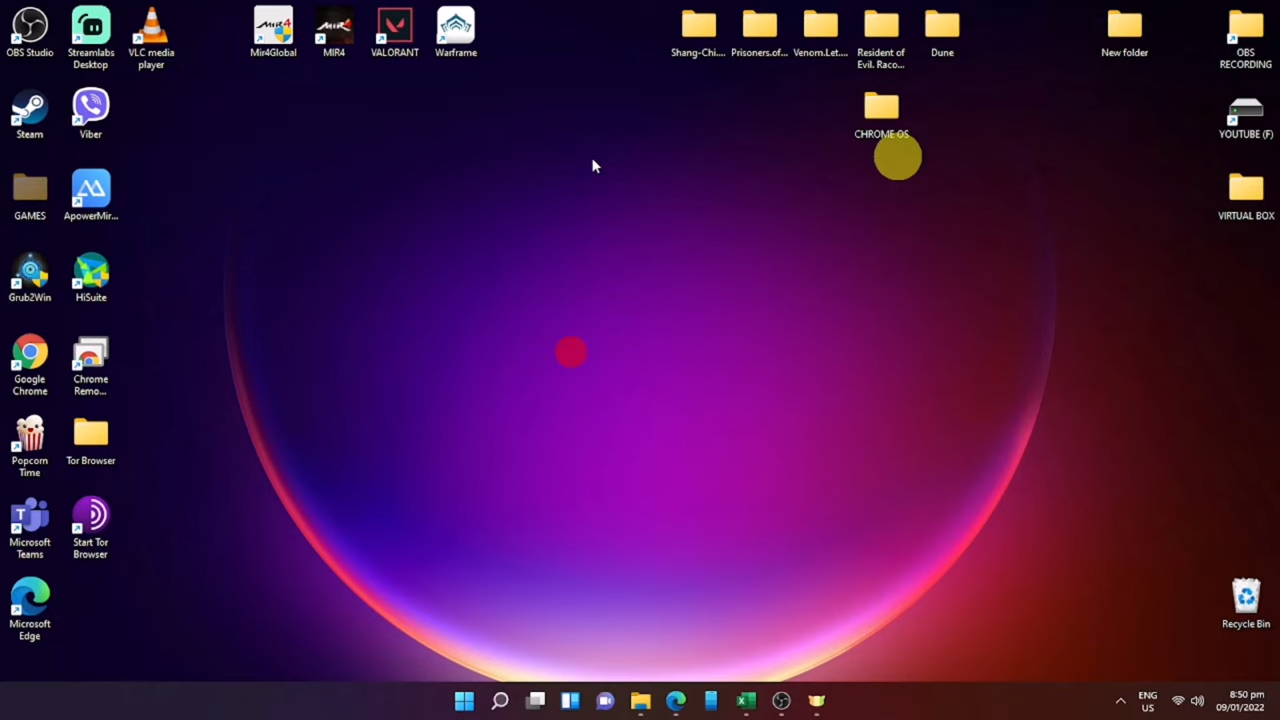 OBS Studio
Streamlabs
Desktop
VLC media
player
MIR4
Mir4Global
MIR4
MIR4
VALORANT
Warframe
Shang-Chi....
Prisoners.of...
Venom.Let....
Resident of
Evil. Raco...
Dune
New folder
OBS
RECORDING
Steam
Viber
CHROME OS
YOUTUBE (F)
GAMES
ApowerMir...
VIRTUAL BOX
Grub2Win
HiSuite
Google
Chrome
Chrome
Remo...
Popcorn
Time
Tor Browser
Microsoft
Teams
Start Tor
Browser
Microsoft
Edge
Recycle Bin
ENG
US
8:50 pm
09/01/2022